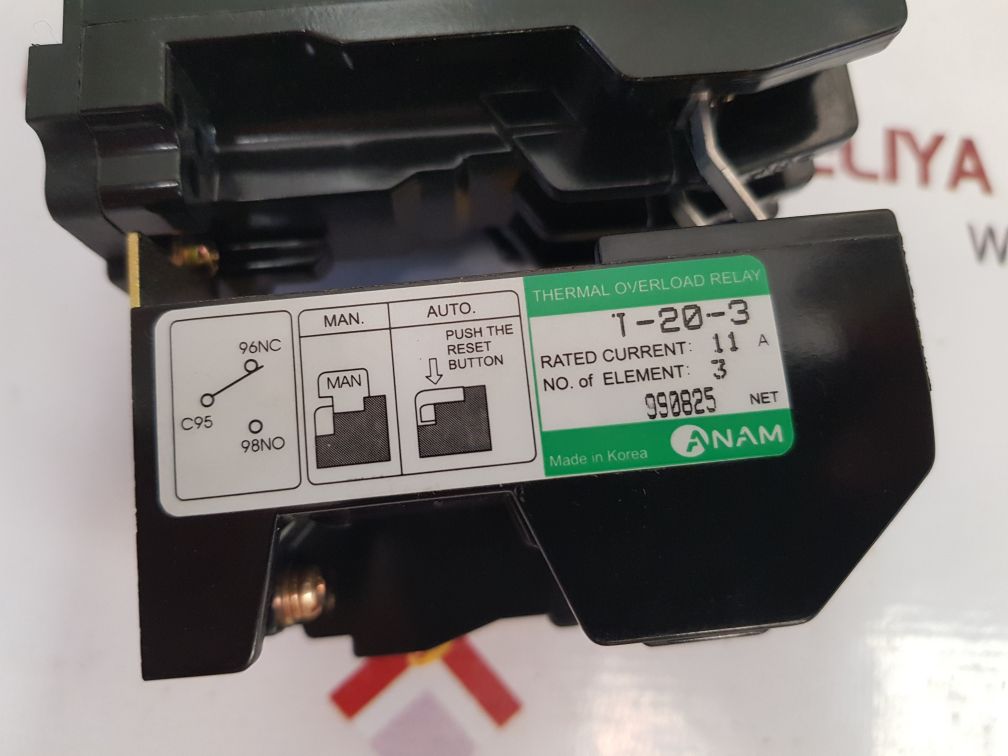 ELIYA
W
96NC
C95
98NO
MAN.
MAN
AUTO.
PUSH THE
RESET
BUTTON
THERMAL OVERLOAD RELAY
T-20-3
RATED CURRENT: 11 A
NO. of ELEMENT: 3
990825 NET
ANAM
Made in Korea